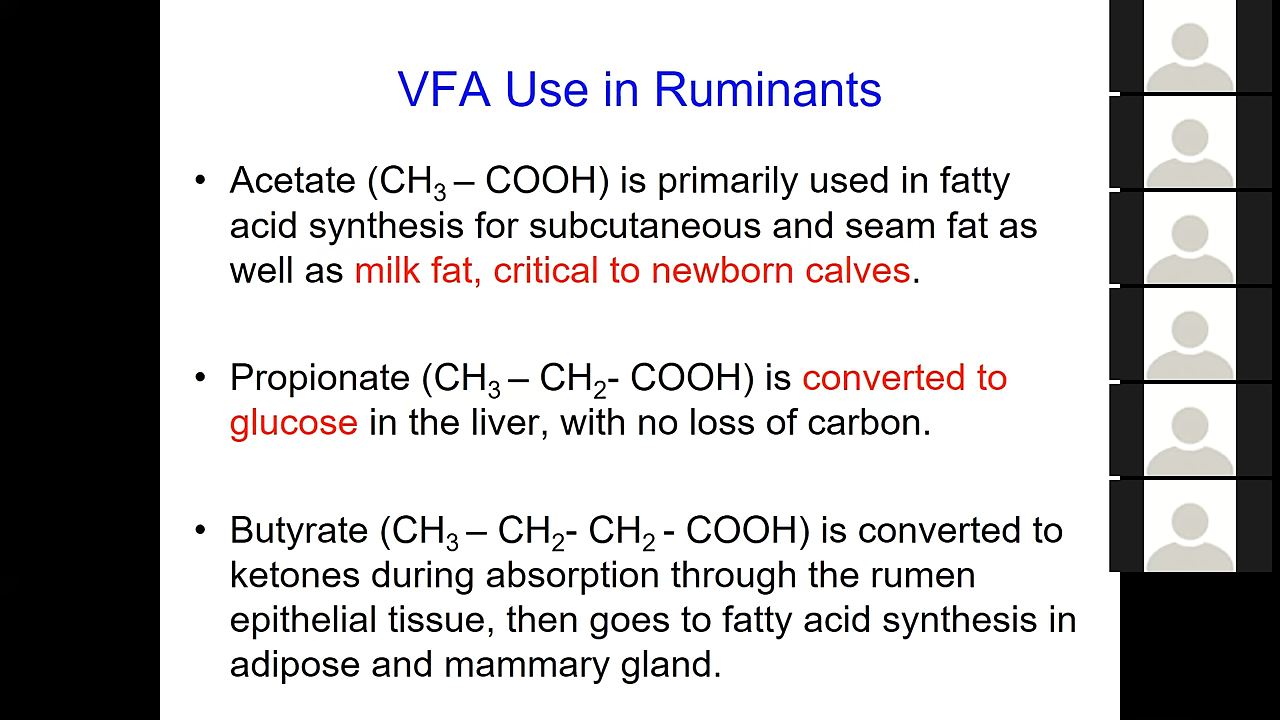 VFA Use in Ruminants
• Acetate (CH₃ – COOH) is primarily used in fatty
acid synthesis for subcutaneous and seam fat as
well as milk fat, critical to newborn calves.
• Propionate (CH₃ – CH₂- COOH) is converted to
glucose in the liver, with no loss of carbon.
• Butyrate (CH₃ – CH₂- CH₂ - COOH) is converted to
ketones during absorption through the rumen
epithelial tissue, then goes to fatty acid synthesis in
adipose and mammary gland.